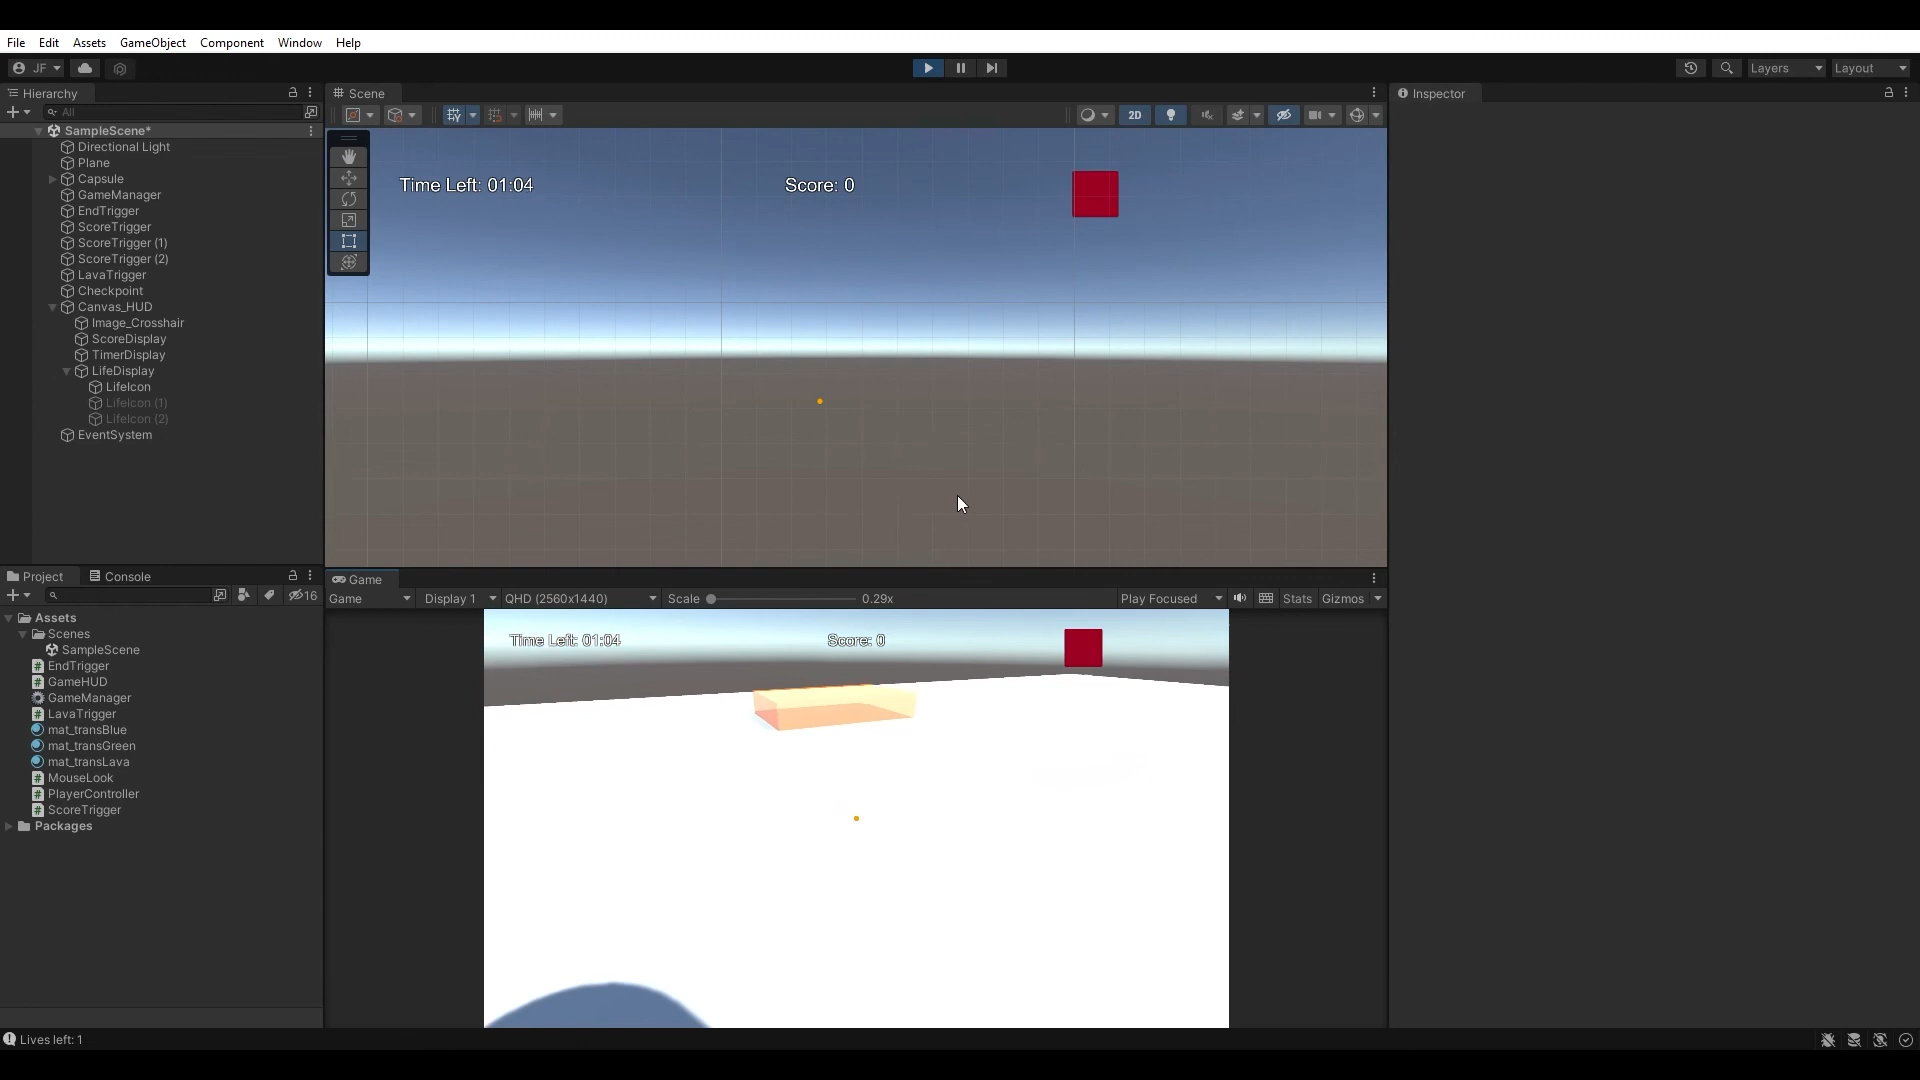 File Edit Assets GameObject Component Window Help
JF
Layers Layout
Hierarchy
All
SampleScene*
Directional Light
Plane
Capsule
GameManager
EndTrigger
ScoreTrigger
ScoreTrigger (1)
ScoreTrigger (2)
LavaTrigger
Checkpoint
Canvas_HUD
Image_Crosshair
ScoreDisplay
TimerDisplay
LifeDisplay
LifeIcon
LifeIcon (1)
LifeIcon (2)
EventSystem
Scene
2D
Time Left: 01:04 Score: 0
Inspector
Project Console
16
Assets
Scenes
SampleScene
EndTrigger
GameHUD
GameManager
LavaTrigger
mat_transBlue
mat_transGreen
mat_transLava
MouseLook
PlayerController
ScoreTrigger
Packages
Game
Game Display 1 QHD (2560x1440) Scale 0.29x Play Focused Stats Gizmos
Time Left: 01:04 Score: 0
Lives left: 1